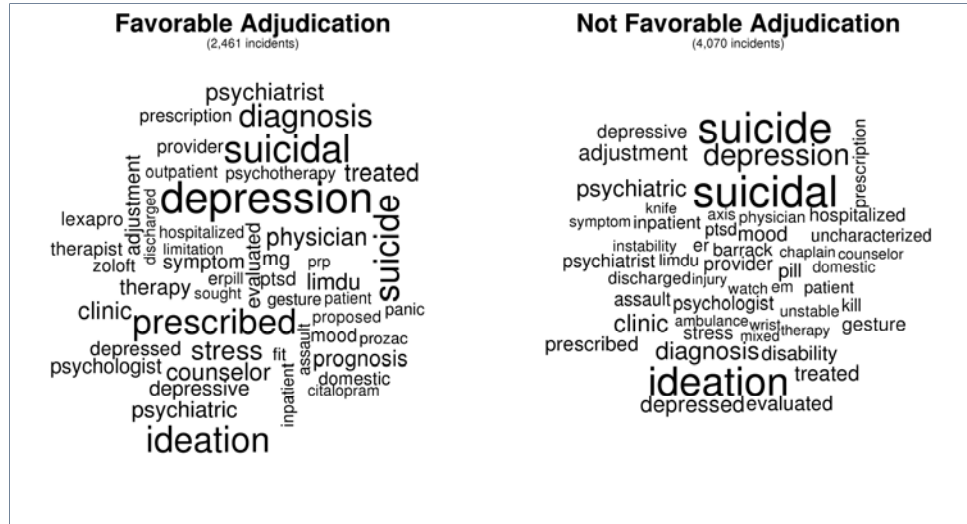 Favorable Adjudication
(2,461 incidents)
psychiatrist
prescription diagnosis
provider suicidal
outpatient psychotherapy treated
adjustment
discharged
depression
suicide
lexapro
hospitalized
evaluated
physician
therapist
limitation
zoloft
symptom
mg
prp
erpill
ptsd
limdu
therapy
sought
gesture patient
clinic
prescribed
proposed
panic
assault
mood prozac
depressed
stress
fit
prognosis
psychologist
counselor
inpatient
domestic
depressive
citalopram
psychiatric
ideation
Not Favorable Adjudication
(4,070 incidents)
depressive
suicide
prescription
adjustment
depression
psychiatric
suicidal
knife
symptom inpatient
axis physician hospitalized
ptsd mood
uncharacterized
instability
er barrack
chaplain counselor
psychiatrist limdu
provider
pill
domestic
discharged injury
watch em
patient
assault psychologist
unstable kill
clinic
ambulance wrist
gesture
stress
mixed therapy
prescribed
diagnosis disability
ideation
treated
depressed evaluated